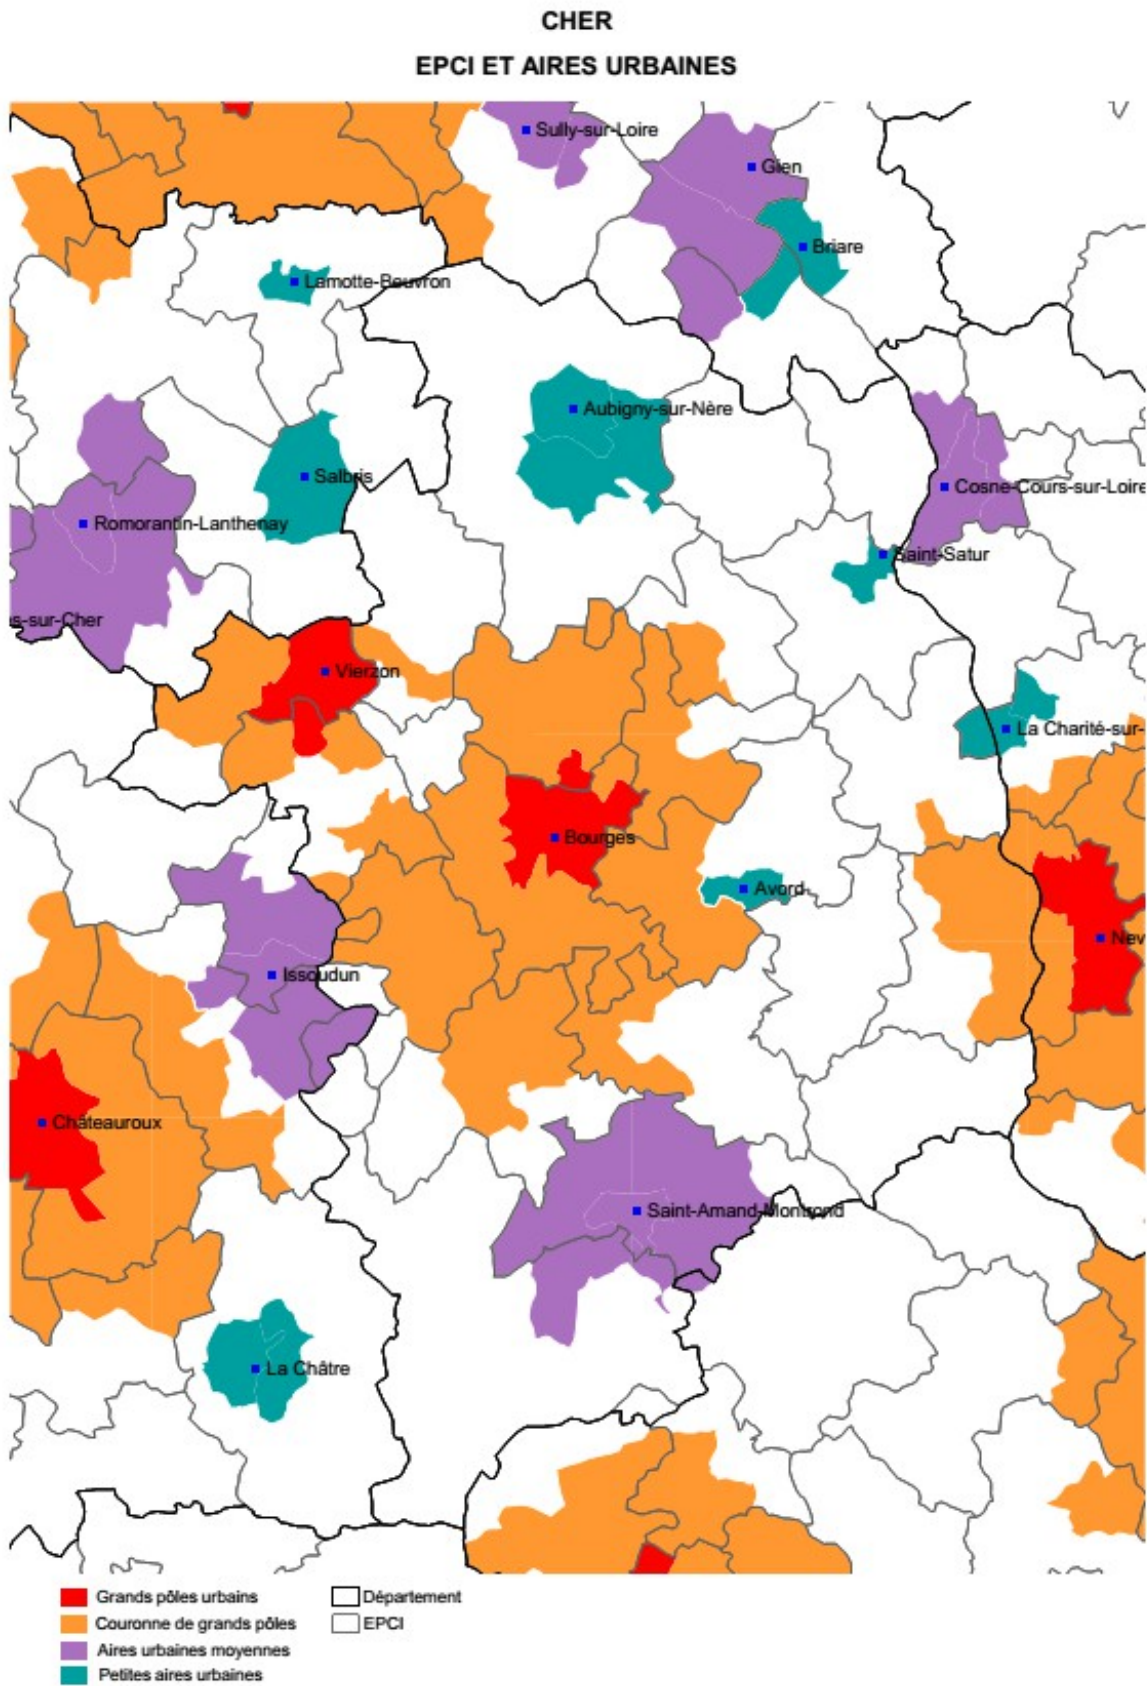 CHER
EPCI ET AIRES URBAINES
Sully-sur-Loire
Gien
Briare
Lamotte-Beuvron
Aubigny-sur-Nère
Salbris
Cosne-Cours-sur-Loire
Romorantin-Lanthenay
Saint-Satur
s-sur-Cher
Vierzon
La Charité-sur-
Bourges
Avord
Nev
Issoudun
Châteauroux
Saint-Amand-Montrond
La Châtre
Grands pôles urbains
Département
Couronne de grands pôles
EPCI
Aires urbaines moyennes
Petites aires urbaines